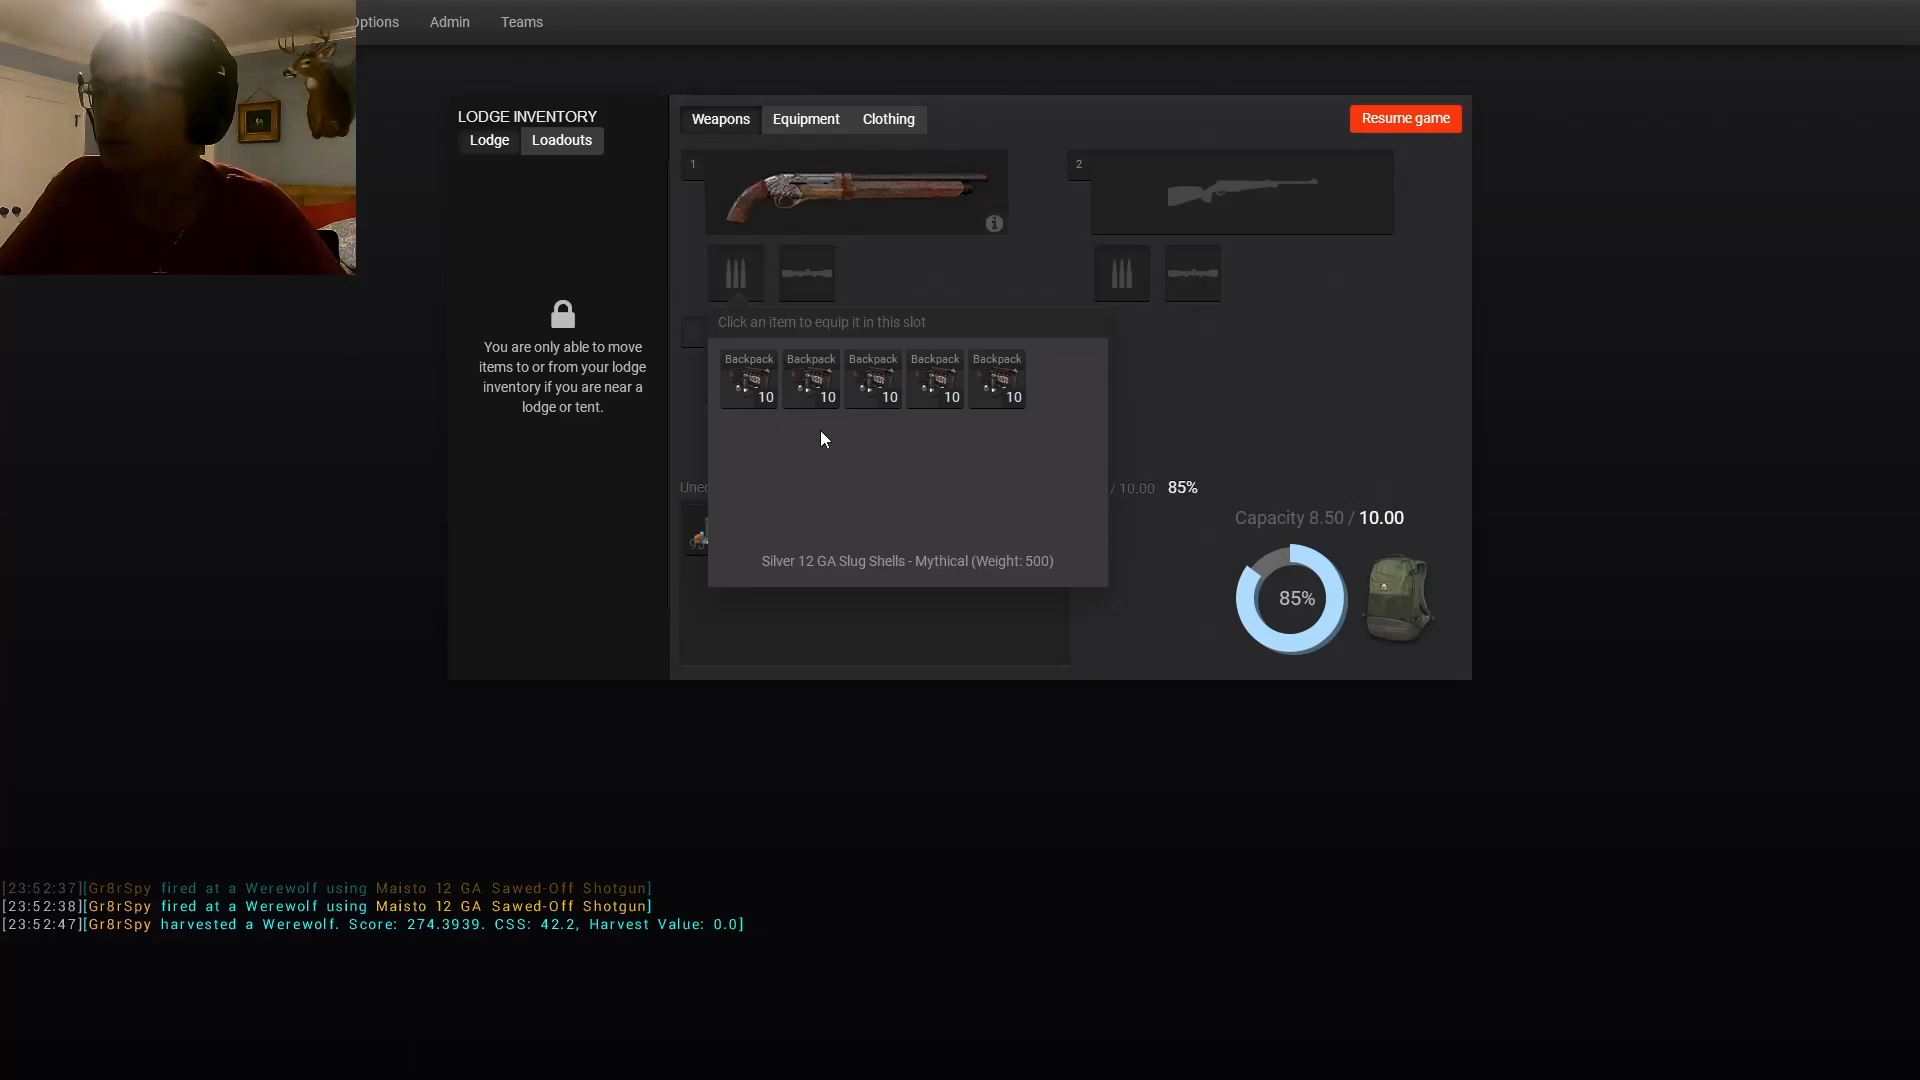 Options Admin Teams
LODGE INVENTORY
Lodge Loadouts
Weapons Equipment Clothing
Resume game
1
2
Click an item to equip it in this slot
Backpack Backpack Backpack Backpack Backpack
10 10 10 10 10
You are only able to move
items to or from your lodge
inventory if you are near a
lodge or tent.
/ 10.00 85%
Capacity 8.50 / 10.00
Silver 12 GA Slug Shells - Mythical (Weight: 500)
85%
[23:52:37][Gr8rSpy fired at a Werewolf using Maisto 12 GA Sawed-Off Shotgun]
[23:52:38][Gr8rSpy fired at a Werewolf using Maisto 12 GA Sawed-Off Shotgun]
[23:52:47][Gr8rSpy harvested a Werewolf. Score: 274.3939. CSS: 42.2, Harvest Value: 0.0]